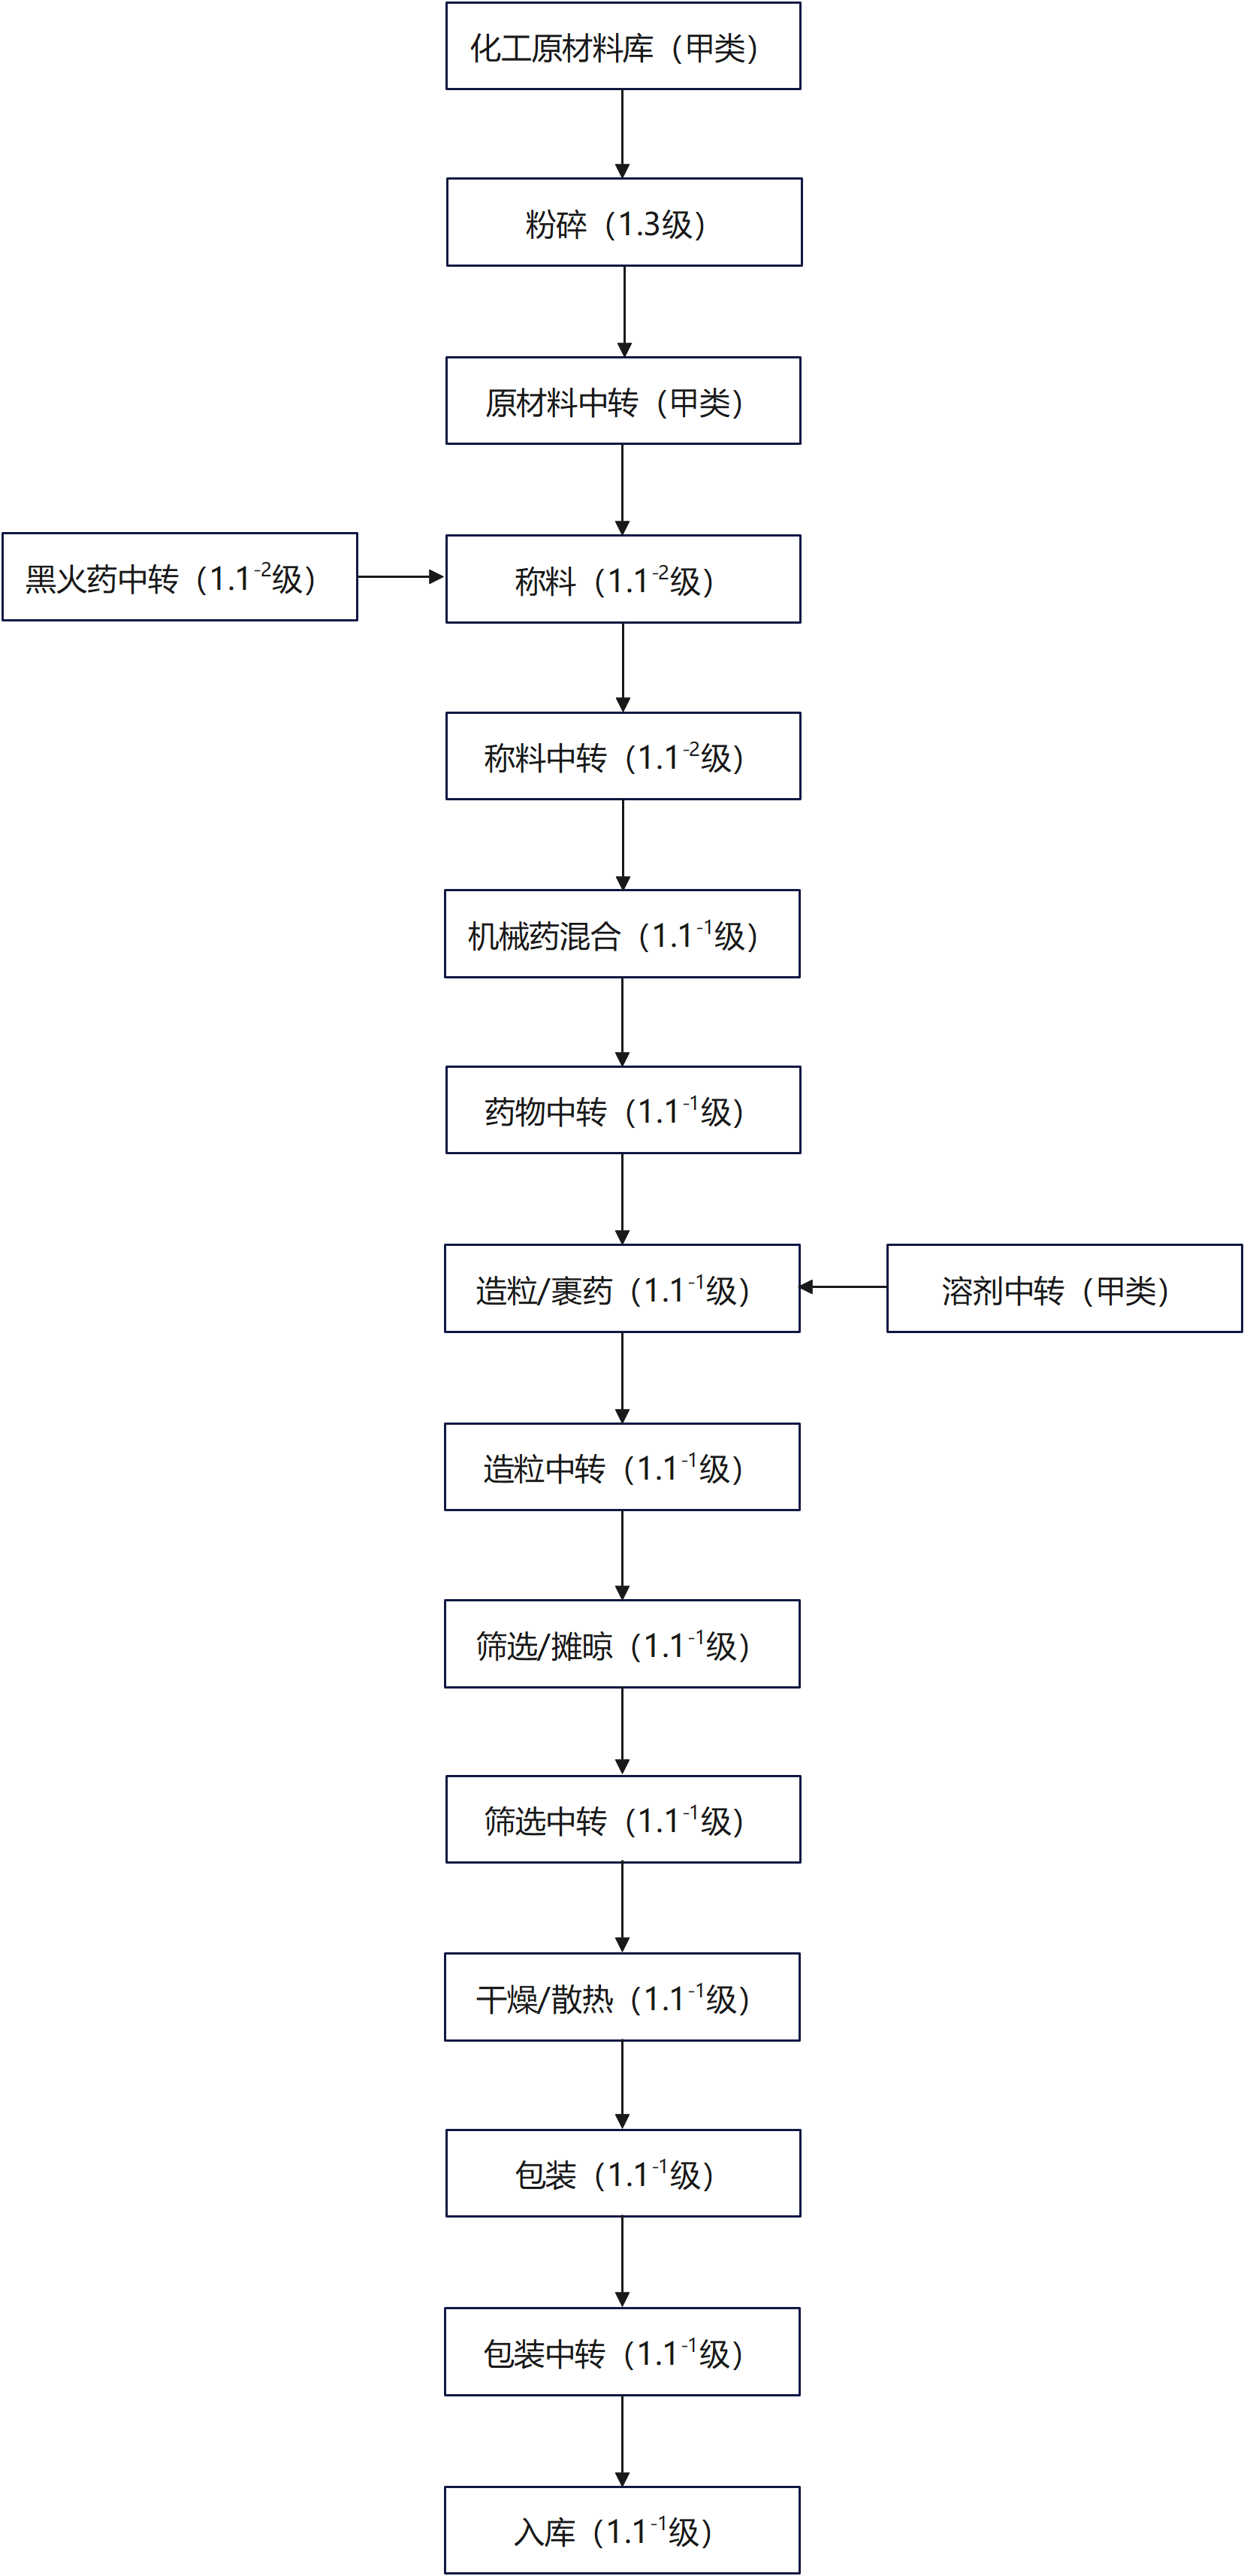 化工原材料库（甲类）
粉碎（1.3级）
原材料中转（甲类）
黑火药中转（1.1⁻²级）
称料（1.1⁻²级）
称料中转（1.1⁻²级）
机械药混合（1.1⁻¹级）
药物中转（1.1⁻¹级）
造粒/裹药（1.1⁻¹级）
溶剂中转（甲类）
造粒中转（1.1⁻¹级）
筛选/摊晾（1.1⁻¹级）
筛选中转（1.1⁻¹级）
干燥/散热（1.1⁻¹级）
包装（1.1⁻¹级）
包装中转（1.1⁻¹级）
入库（1.1⁻¹级）